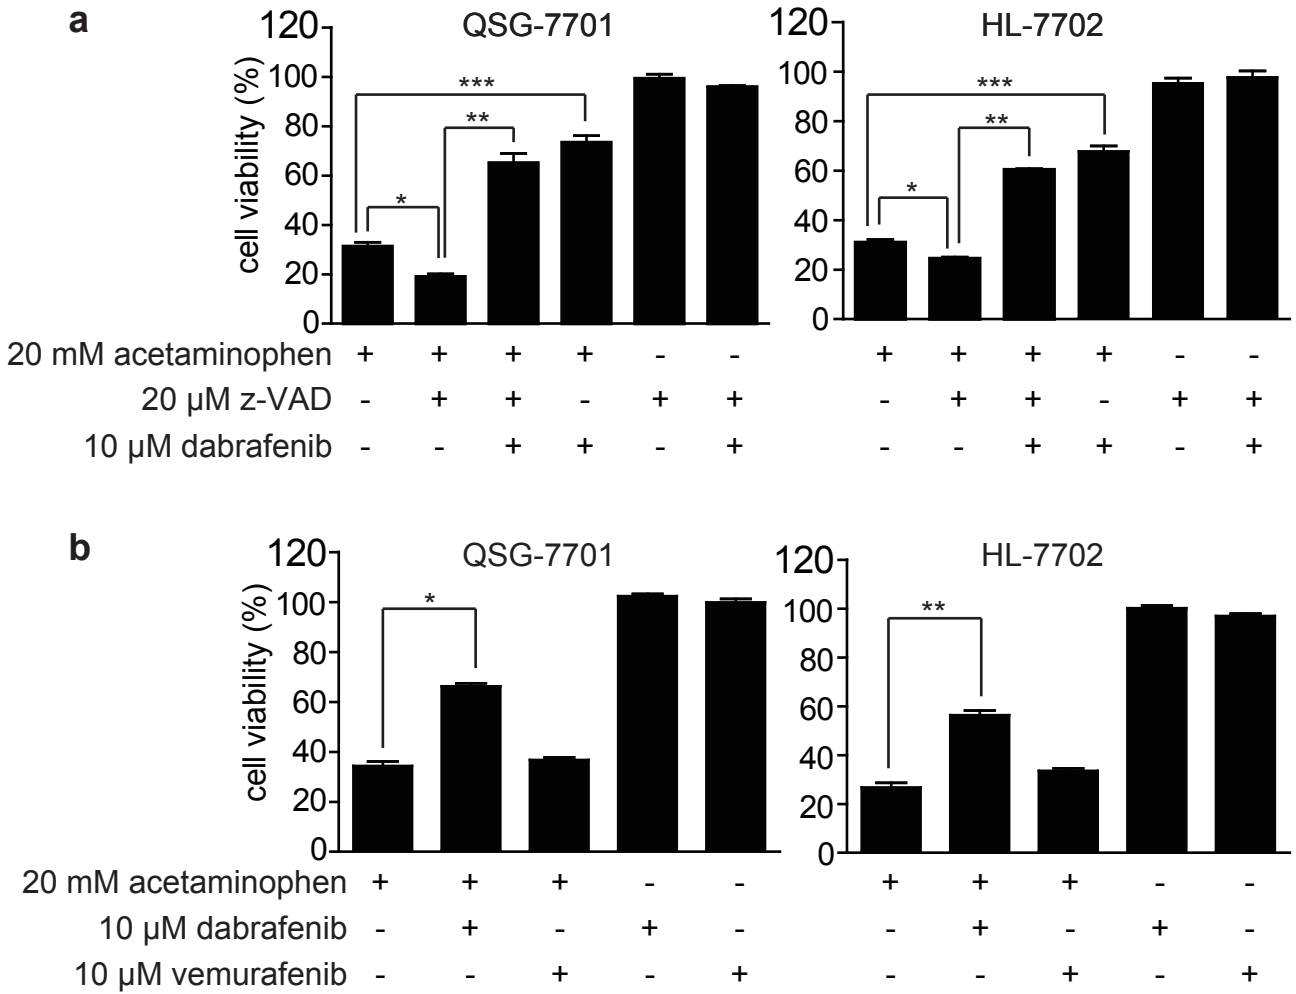 a
QSG-7701
HL-7702
cell viability (%)
120
100
80
60
40
20
0
***
**
*
120
100
80
60
40
20
0
***
**
*
20 mM acetaminophen + + + + - - + + + + - -
20 µM z-VAD - + + - + + - + + - + +
10 µM dabrafenib - - + + - + - - + + - +
b
QSG-7701
HL-7702
cell viability (%)
120
100
80
60
40
20
0
*
120
100
80
60
40
20
0
**
20 mM acetaminophen + + + - - + + + - -
10 µM dabrafenib - + - + - - + - + -
10 µM vemurafenib - - + - + - - + - +